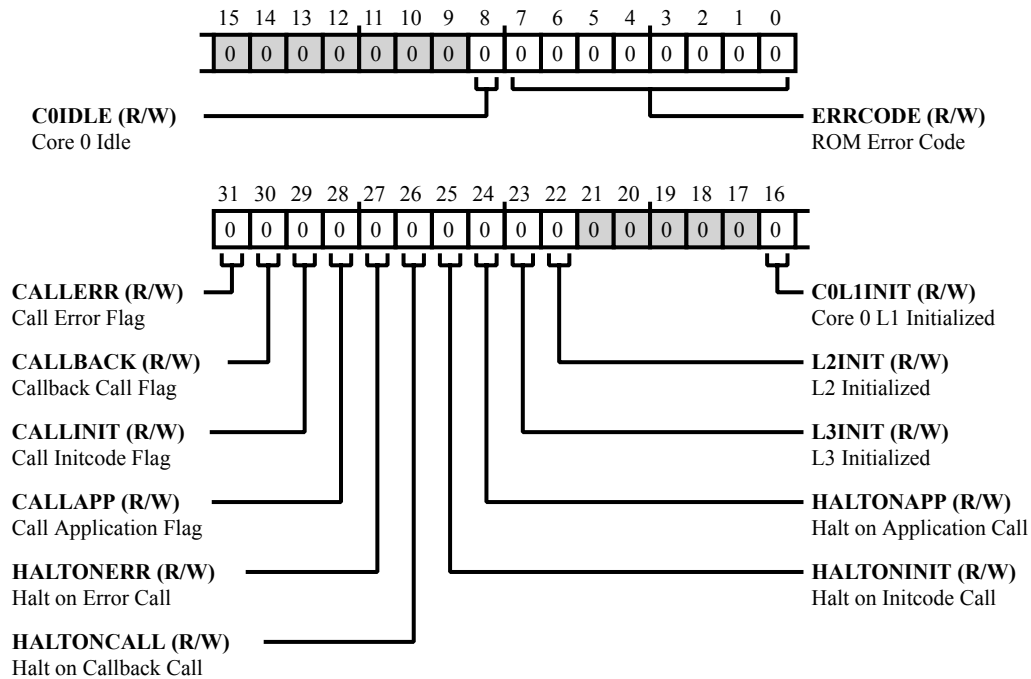 15 14 13 12 11 10 9 8 7 6 5 4 3 2 1 0
0 0 0 0 0 0 0 0 0 0 0 0 0 0 0 0
C0IDLE (R/W)
Core 0 Idle
ERRCODE (R/W)
ROM Error Code
31 30 29 28 27 26 25 24 23 22 21 20 19 18 17 16
0 0 0 0 0 0 0 0 0 0 0 0 0 0 0 0
CALLERR (R/W)
Call Error Flag
C0L1INIT (R/W)
Core 0 L1 Initialized
CALLBACK (R/W)
Callback Call Flag
L2INIT (R/W)
L2 Initialized
CALLINIT (R/W)
Call Initcode Flag
L3INIT (R/W)
L3 Initialized
CALLAPP (R/W)
Call Application Flag
HALTONAPP (R/W)
Halt on Application Call
HALTONERR (R/W)
Halt on Error Call
HALTONINIT (R/W)
Halt on Initcode Call
HALTONCALL (R/W)
Halt on Callback Call